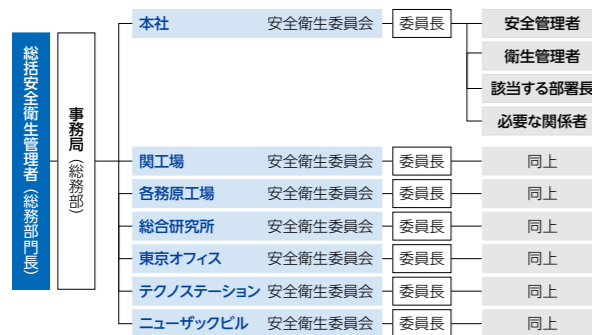 総括安全衛生管理者（総務部門長）
事務局（総務部）
本社 安全衛生委員会 委員長 安全管理者
衛生管理者
該当する部署長
必要な関係者
関工場 安全衛生委員会 委員長 同上
各務原工場 安全衛生委員会 委員長 同上
総合研究所 安全衛生委員会 委員長 同上
東京オフィス 安全衛生委員会 委員長 同上
テクノステーション 安全衛生委員会 委員長 同上
ニューザックビル 安全衛生委員会 委員長 同上